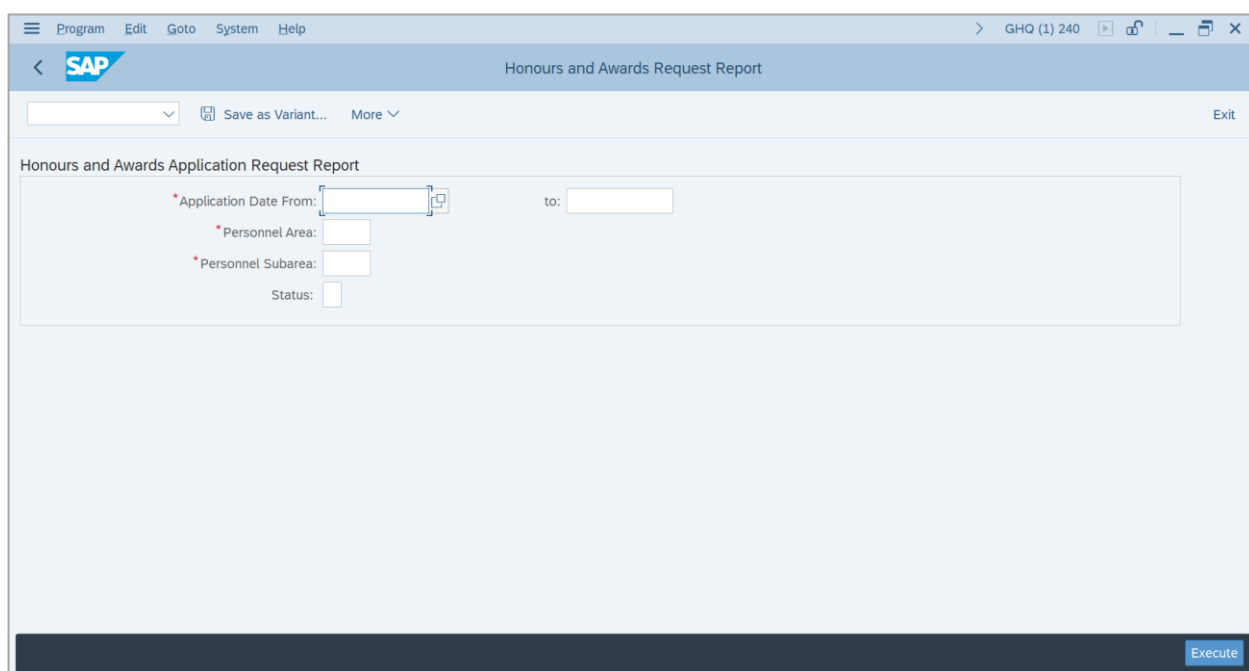 Program Edit Goto System Help GHQ (1) 240
SAP Honours and Awards Request Report
Save as Variant... More Exit
Honours and Awards Application Request Report
*Application Date From: to:
*Personnel Area:
*Personnel Subarea:
Status:
Execute